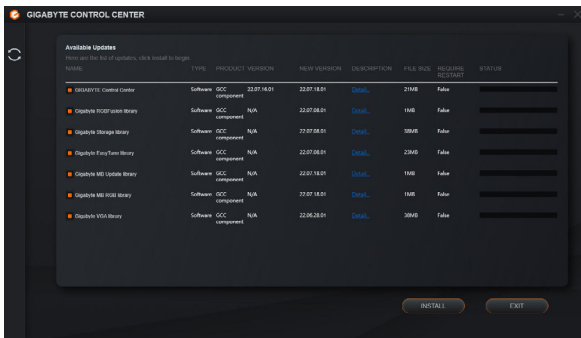 GIGABYTE CONTROL CENTER
Available Updates
Here are the list of updates, click install to begin.
NAME TYPE PRODUCT VERSION NEW VERSION DESCRIPTION FILE SIZE REQUIRE RESTART STATUS
GIGABYTE Control Center Software GCC component 22.07.16.01 22.07.18.01 Detail... 21MB False
Gigabyte RGBFusion library Software GCC component N/A 22.07.08.01 Detail... 1MB False
Gigabyte Storage library Software GCC component N/A 22.07.08.01 Detail... 58MB False
Gigabyte EasyTune library Software GCC component N/A 22.07.08.01 Detail... 23MB False
Gigabyte MB Update library Software GCC component N/A 22.07.18.01 Detail... 1MB False
Gigabyte MB RGB library Software GCC component N/A 22.07.18.01 Detail... 1MB False
Gigabyte VGA library Software GCC component N/A 22.06.28.01 Detail... 38MB False
INSTALL EXIT